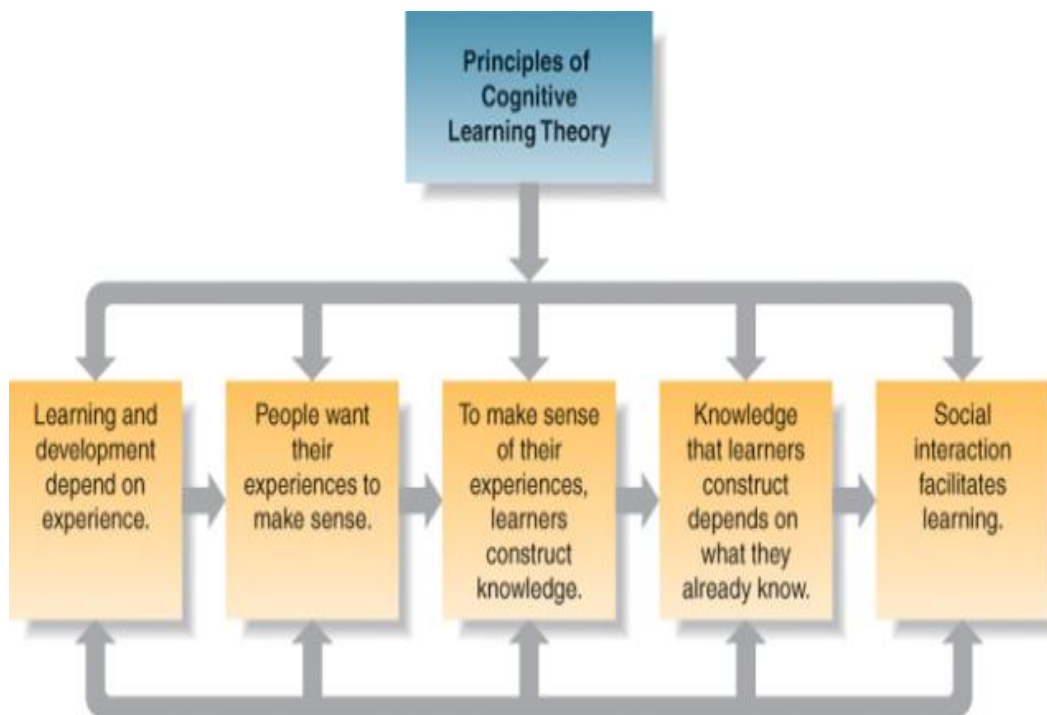 Principles of
Cognitive
Learning Theory
Learning and
development
depend on
experience.
People want
their
experiences to
make sense.
To make sense
of their
experiences,
learners
construct
knowledge.
Knowledge
that learners
construct
depends on
what they
already know.
Social
interaction
facilitates
learning.